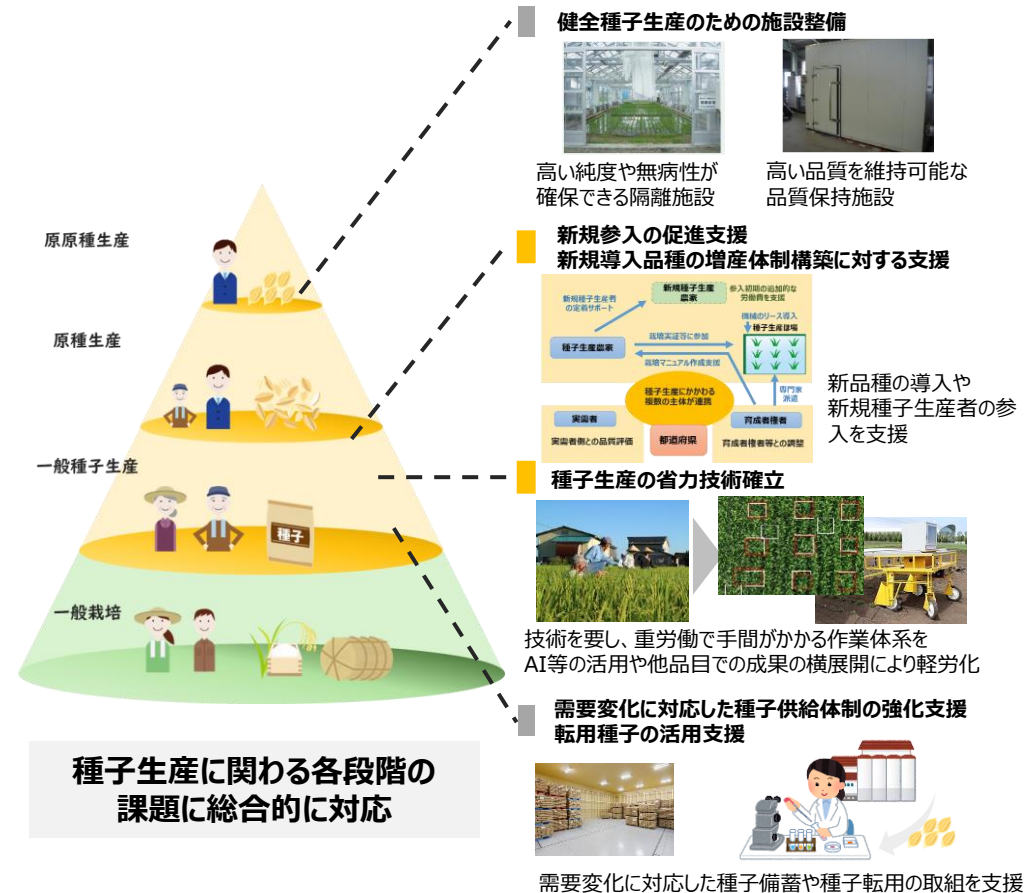 健全種子生産のための施設整備
高い純度や無病性が
確保できる隔離施設
高い品質を維持可能な
品質保持施設
原原種生産
原種生産
一般種子生産
種子
一般栽培
種子生産に関わる各段階の
課題に総合的に対応
新規参入の促進支援
新規導入品種の増産体制構築に対する支援
新規種子生産者
の定着サポート
新規種子生産
農家
参入初期の追加的な
労働費を支援
機械のリース導入
種子生産ほ場
種子生産農家
栽培実証等に参加
栽培マニュアル作成支援
専門家
派遣
種子生産にかかわる
複数の主体が連携
実需者
実需者側との品質評価
都道府県
育成者権者
育成者権者等との調整
新品種の導入や
新規種子生産者の参
入を支援
種子生産の省力技術確立
技術を要し、重労働で手間がかかる作業体系を
AI等の活用や他品目での成果の横展開により軽労化
需要変化に対応した種子供給体制の強化支援
転用種子の活用支援
需要変化に対応した種子備蓄や種子転用の取組を支援